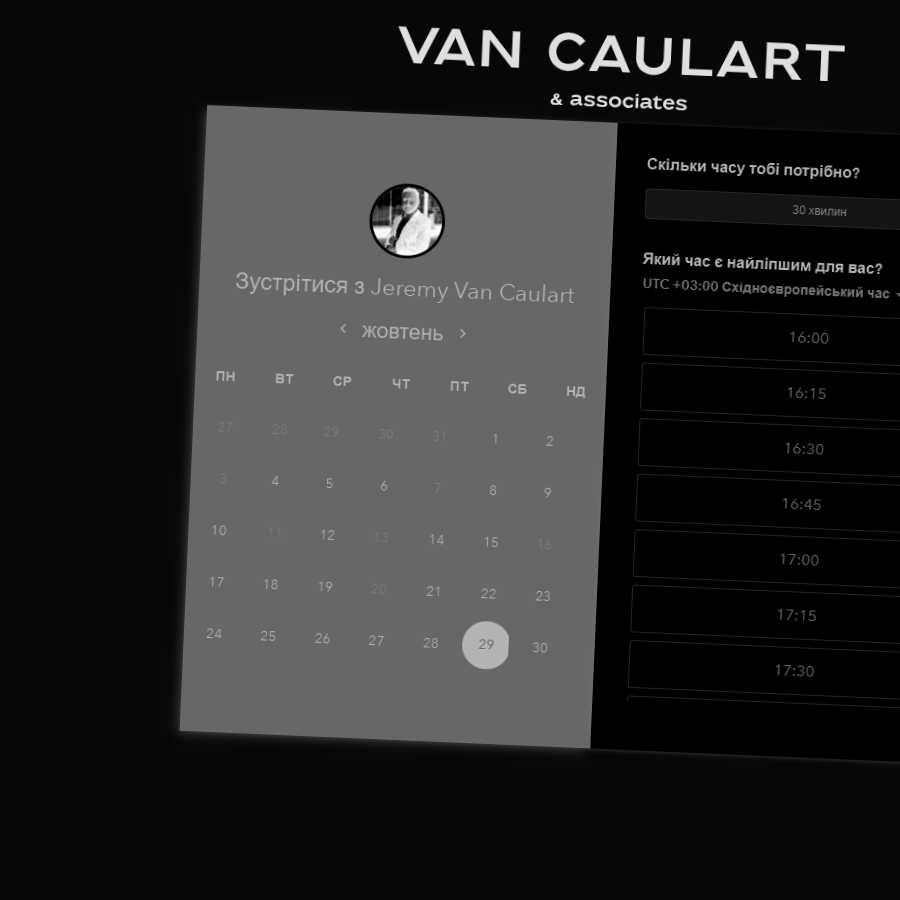 VAN CAULART
& associates
Зустрітися з Jeremy Van Caulart
жовтень
ПН ВТ СР ЧТ ПТ СБ НД
27 28 29 30 31 1 2
3 4 5 6 7 8 9
10 11 12 13 14 15 16
17 18 19 20 21 22 23
24 25 26 27 28 29 30
Скільки часу тобі потрібно?
30 хвилин
Який час є найліпшим для вас?
UTC +03:00 Східноєвропейський час
16:00
16:15
16:30
16:45
17:00
17:15
17:30